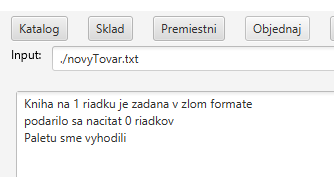 Katalog Sklad Premiestni Objednaj
Input: ./novyTovar.txt
Kniha na 1 riadku je zadana v zlom formate
podarilo sa nacitat 0 riadkov
Paletu sme vyhodili